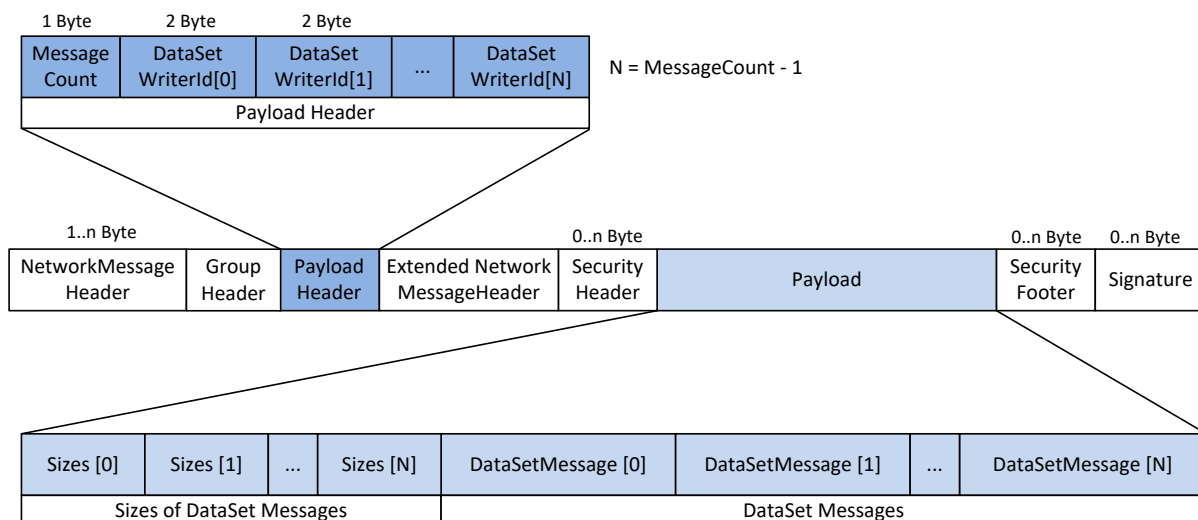 1 Byte 2 Byte 2 Byte
Message DataSet DataSet ... DataSet
Count WriterId[0] WriterId[1] WriterId[N]
N = MessageCount - 1
Payload Header
1..n Byte 0..n Byte 0..n Byte 0..n Byte
NetworkMessage Group Payload Extended Network Security Payload Security Signature
Header Header Header MessageHeader Header Footer
Sizes [0] Sizes [1] ... Sizes [N] DataSetMessage [0] DataSetMessage [1] ... DataSetMessage [N]
Sizes of DataSet Messages DataSet Messages